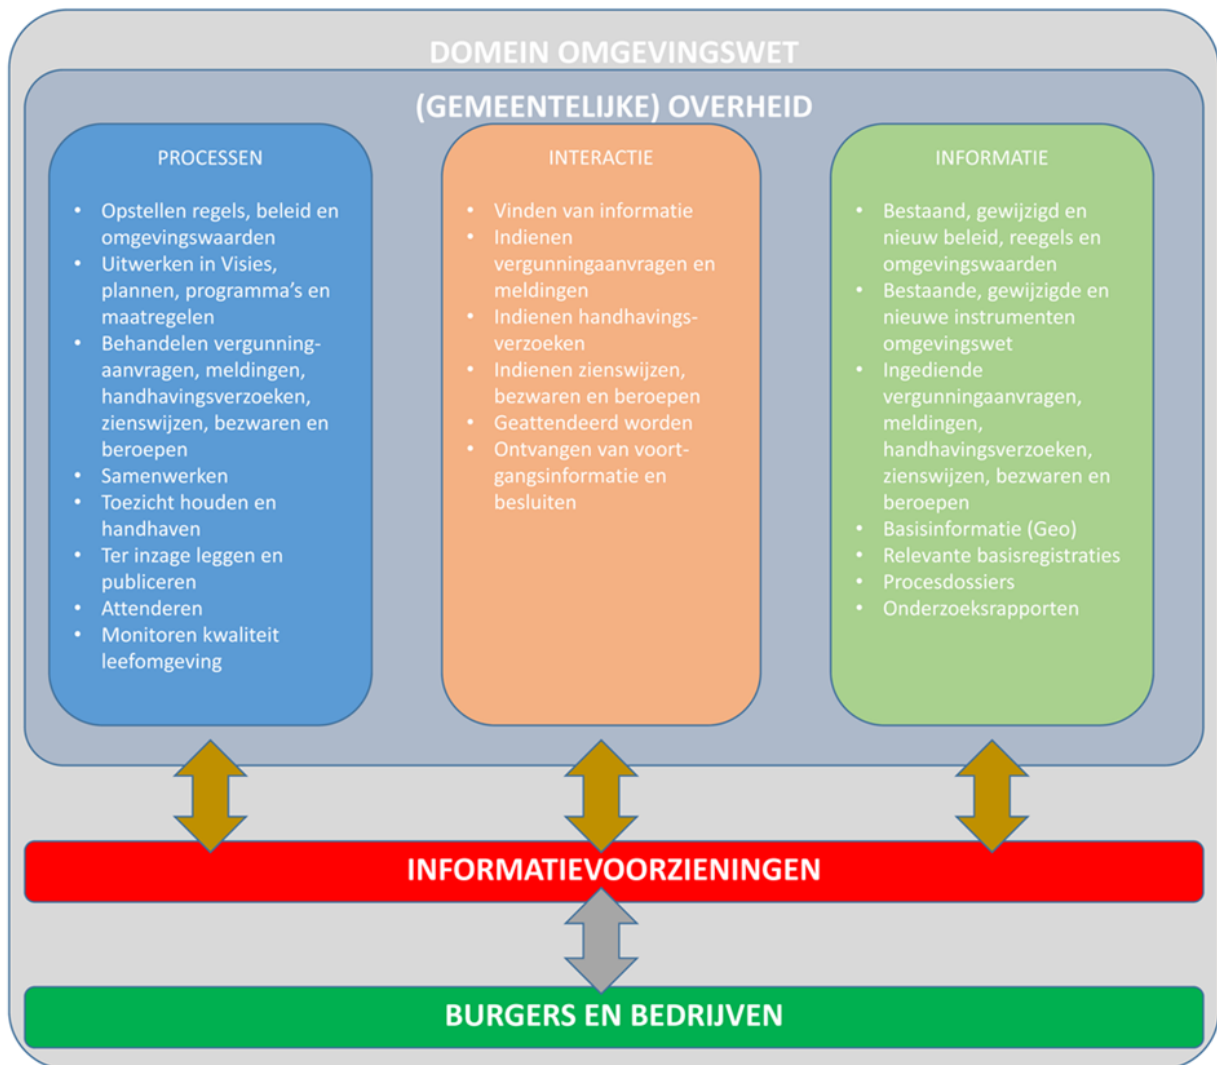 DOMEIN OMGEVINGSWET
(GEMEENTELIJKE) OVERHEID
PROCESSEN
• Opstellen regels, beleid en
omgevingswaarden
• Uitwerken in Visies,
plannen, programma's en
maatregelen
• Behandelen vergunning-
aanvragen, meldingen,
handhavingsverzoeken,
zienswijzen, bezwaren en
beroepen
• Samenwerken
• Toezicht houden en
handhaven
• Ter inzage leggen en
publiceren
• Attenderen
• Monitoren kwaliteit
leefomgeving
INTERACTIE
• Vinden van informatie
• Indienen
vergunningaanvragen en
meldingen
• Indienen handhavings-
verzoeken
• Indienen zienswijzen,
bezwaren en beroepen
• Geattendeerd worden
• Ontvangen van voort-
gangsinformatie en
besluiten
INFORMATIE
• Bestaand, gewijzigd en
nieuw beleid, reegels en
omgevingswaarden
• Bestaande, gewijzigde en
nieuwe instrumenten
omgevingswet
• Ingediende
vergunningaanvragen,
meldingen,
handhavingsverzoeken,
zienswijzen, bezwaren en
beroepen
• Basisinformatie (Geo)
• Relevante basisregistraties
• Procesdossiers
• Onderzoeksrapporten
INFORMATIEVOORZIENINGEN
BURGERS EN BEDRIJVEN